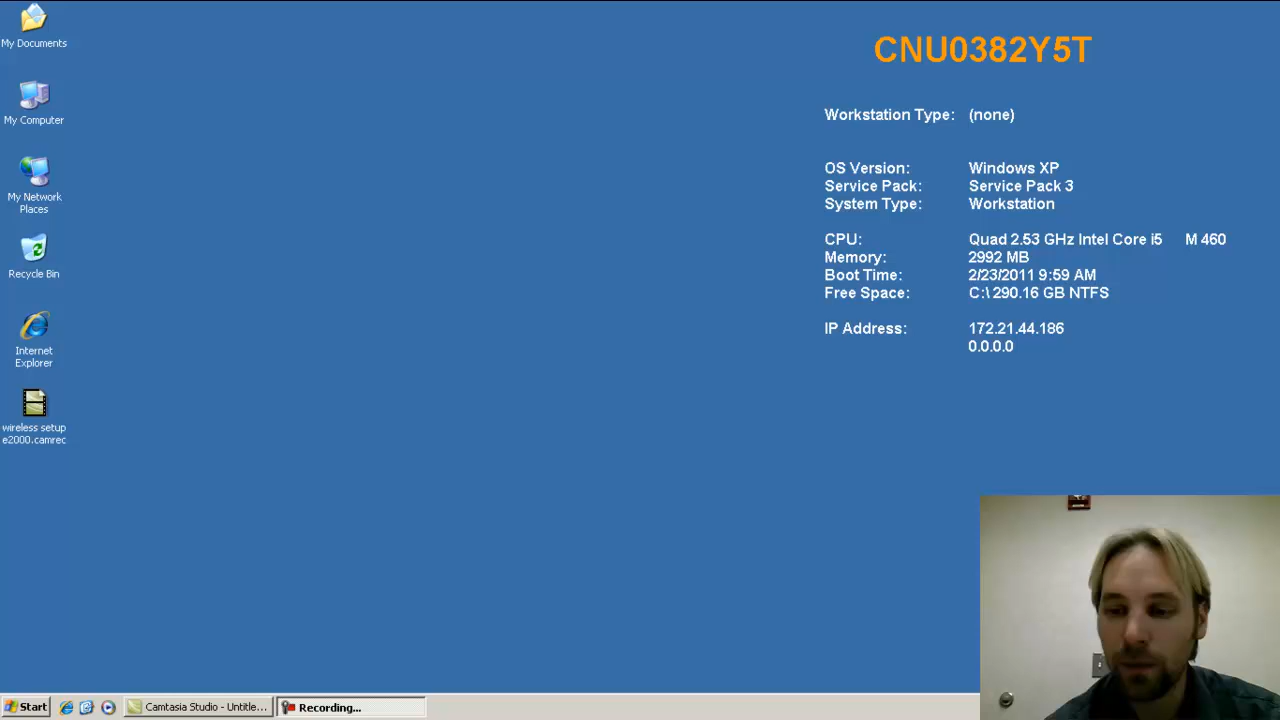 My Documents
My Computer
My Network
Places
Recycle Bin
Internet
Explorer
wireless setup
e2000.camrec
CNU0382Y5T
Workstation Type: (none)
OS Version: Windows XP
Service Pack: Service Pack 3
System Type: Workstation
CPU: Quad 2.53 GHz Intel Core i5 M 460
Memory: 2992 MB
Boot Time: 2/23/2011 9:59 AM
Free Space: C:\ 290.16 GB NTFS
IP Address: 172.21.44.186
0.0.0.0
Start
Camtasia Studio - Untitle...
Recording...